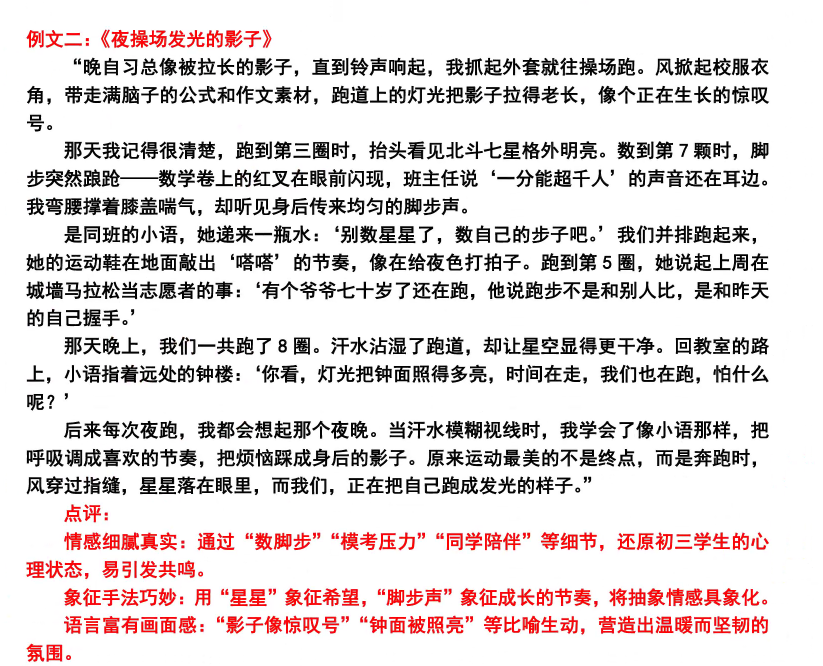 例文二：《夜操场发光的影子》
“晚自习总像被拉长的影子，直到铃声响起，我抓起外套就往操场跑。风掀起校服衣
角，带走满脑子的公式和作文素材，跑道上的灯光把影子拉得老长，像个正在生长的惊叹
号。
那天我记得很清楚，跑到第三圈时，抬头看见北斗七星格外明亮。数到第 7 颗时，脚
步突然踉跄——数学卷上的红叉在眼前闪现，班主任说‘一分能超千人’的声音还在耳边。
我弯腰撑着膝盖喘气，却听见身后传来均匀的脚步声。
是同班的小语，她递来一瓶水：‘别数星星了，数自己的步子吧。’我们并排跑起来，
她的运动鞋在地面敲出‘嗒嗒’的节奏，像在给夜色打拍子。跑到第 5 圈，她说起上周在
城墙马拉松当志愿者的事：‘有个爷爷七十岁了还在跑，他说跑步不是和别人比，是和昨天
的自己握手。’
那天晚上，我们一共跑了 8 圈。汗水沾湿了跑道，却让星空显得更干净。回教室的路
上，小语指着远处的钟楼：‘你看，灯光把钟面照得多亮，时间在走，我们也在跑，怕什么
呢？’
后来每次夜跑，我都会想起那个夜晚。当汗水模糊视线时，我学会了像小语那样，把
呼吸调成喜欢的节奏，把烦恼踩成身后的影子。原来运动最美的不是终点，而是奔跑时，
风穿过指缝，星星落在眼里，而我们，正在把自己跑成发光的样子。”
点评：
情感细腻真实：通过“数脚步”“模考压力”“同学陪伴”等细节，还原初三学生的心
理状态，易引发共鸣。
象征手法巧妙：用“星星”象征希望，“脚步声”象征成长的节奏，将抽象情感具象化。
语言富有画面感：“影子像惊叹号”“钟面被照亮”等比喻生动，营造出温暖而坚韧的
氛围。